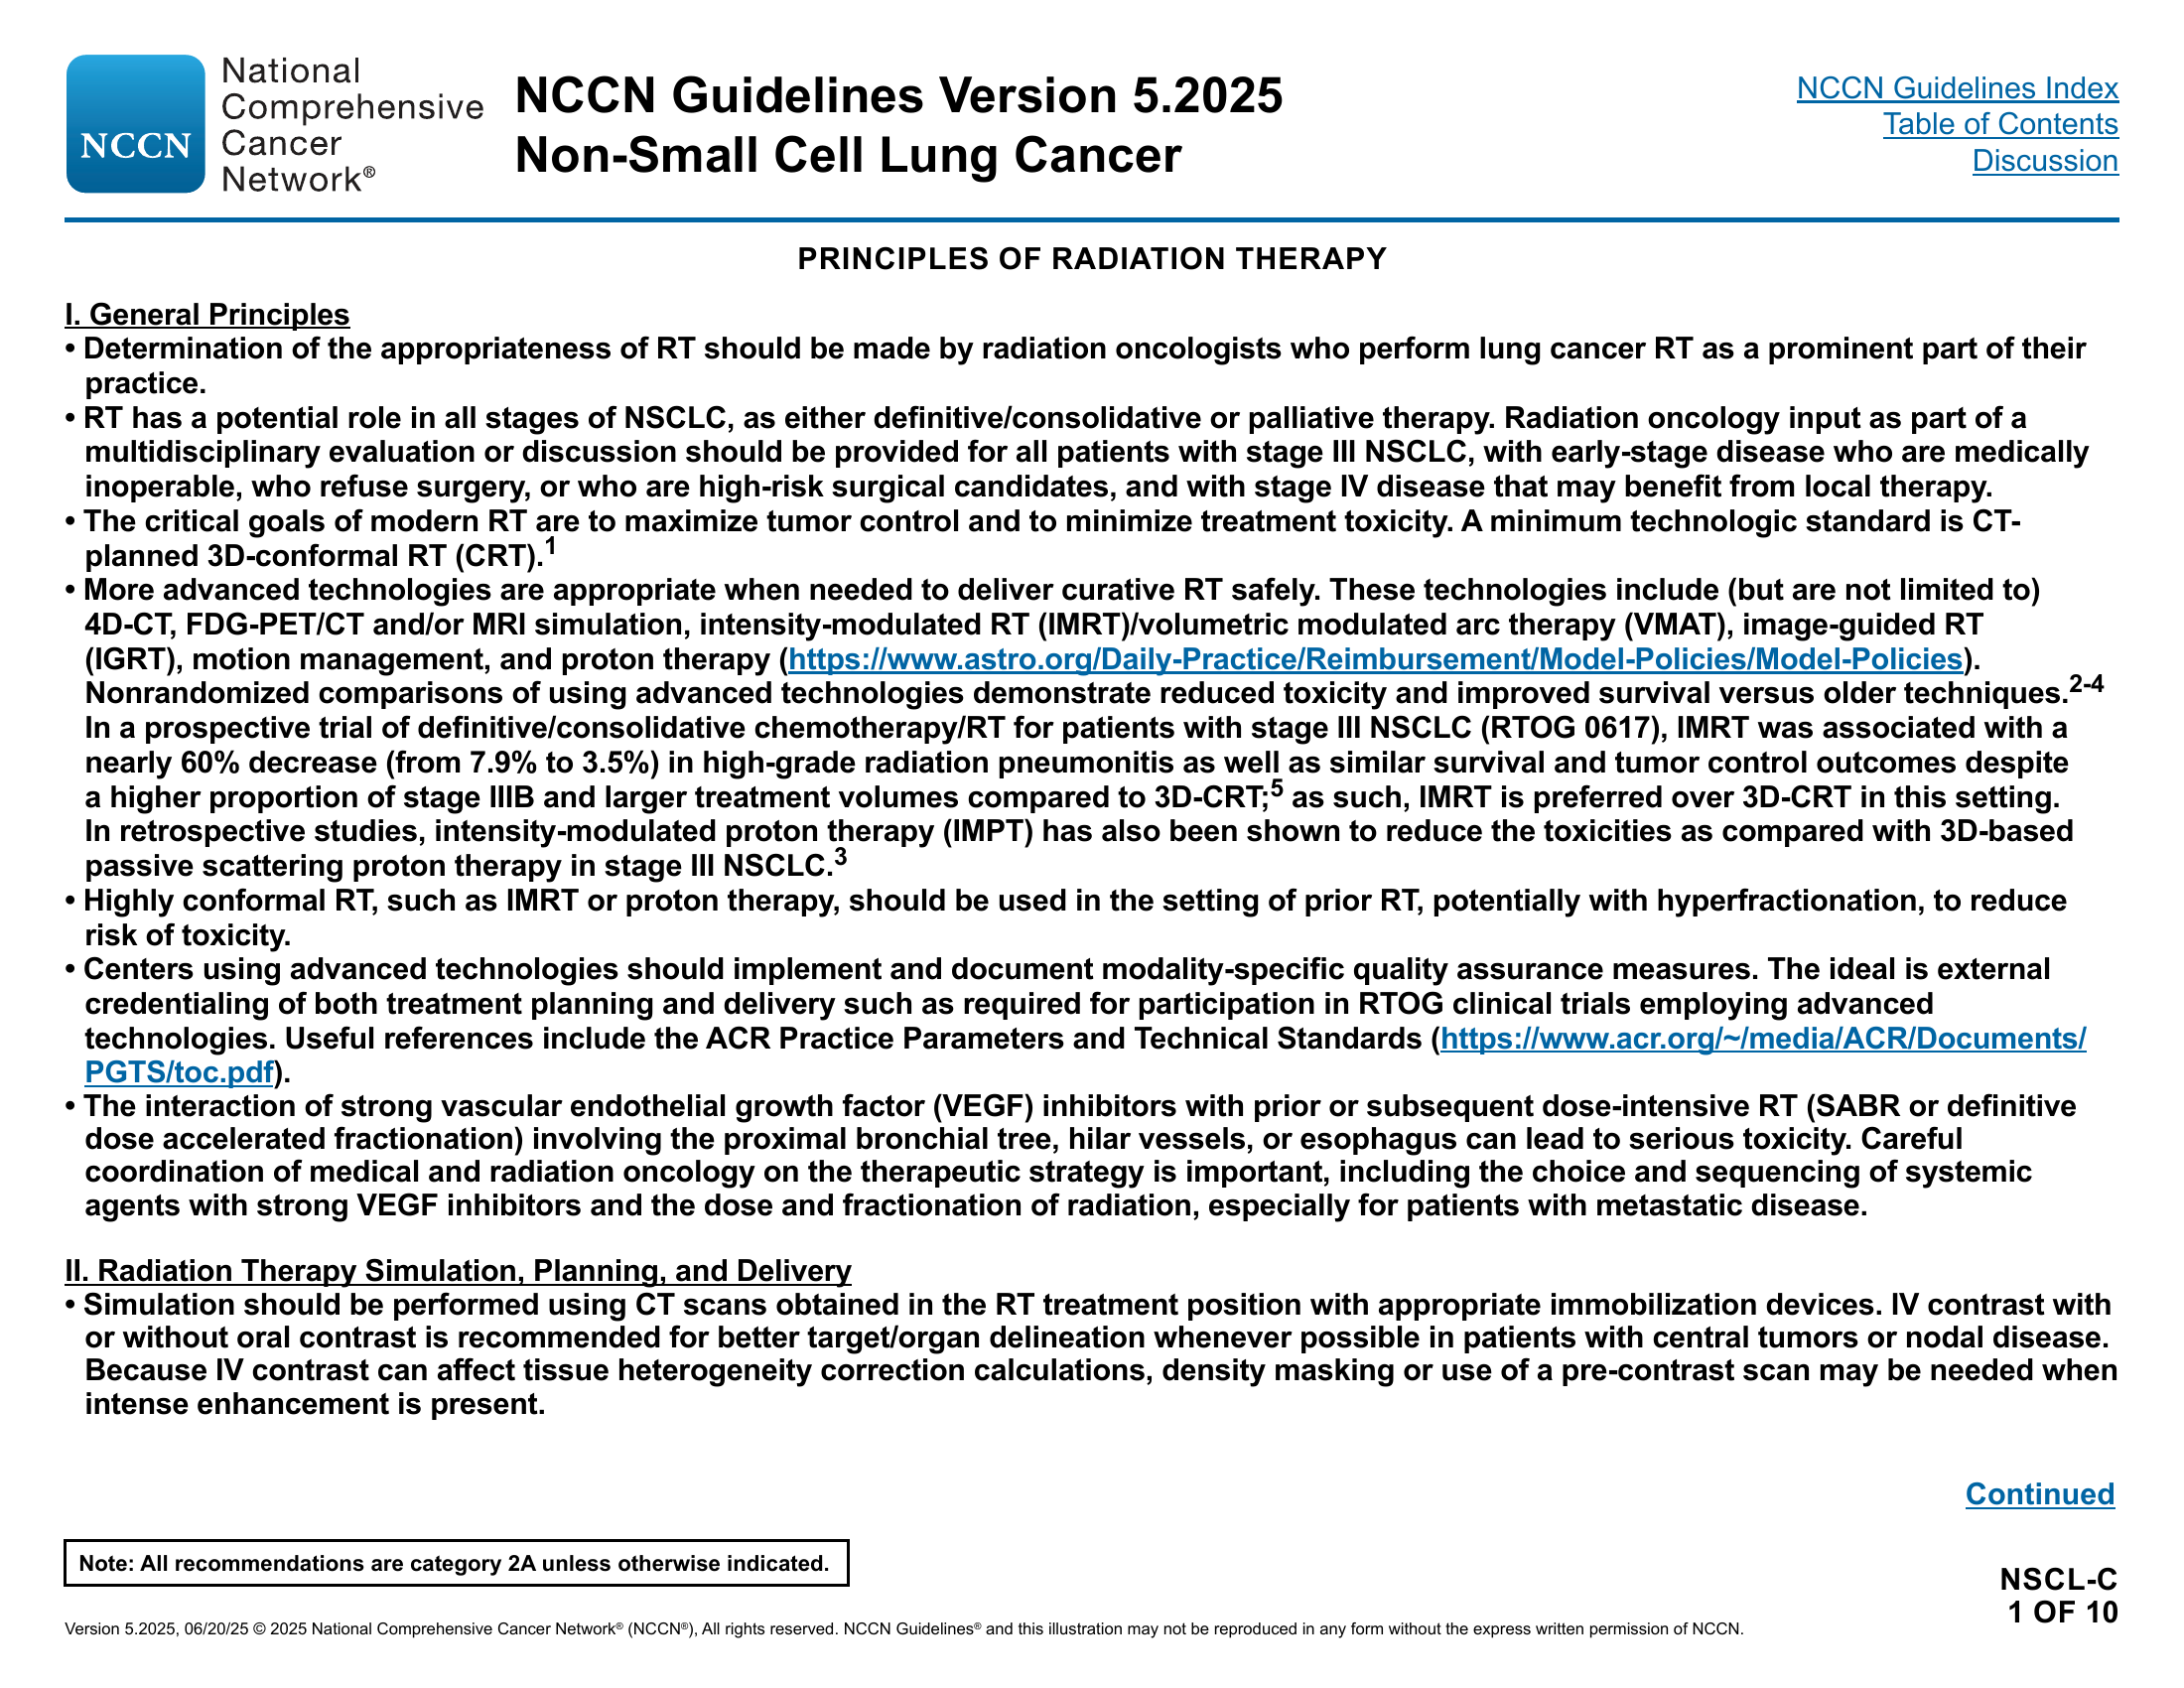 NCCN
National
Comprehensive
Cancer
Network®
NCCN Guidelines Version 5.2025
Non-Small Cell Lung Cancer
NCCN Guidelines Index
Table of Contents
Discussion
PRINCIPLES OF RADIATION THERAPY
I. General Principles
• Determination of the appropriateness of RT should be made by radiation oncologists who perform lung cancer RT as a prominent part of their
practice.
• RT has a potential role in all stages of NSCLC, as either definitive/consolidative or palliative therapy. Radiation oncology input as part of a
multidisciplinary evaluation or discussion should be provided for all patients with stage III NSCLC, with early-stage disease who are medically
inoperable, who refuse surgery, or who are high-risk surgical candidates, and with stage IV disease that may benefit from local therapy.
• The critical goals of modern RT are to maximize tumor control and to minimize treatment toxicity. A minimum technologic standard is CT-
planned 3D-conformal RT (CRT).1
• More advanced technologies are appropriate when needed to deliver curative RT safely. These technologies include (but are not limited to)
4D-CT, FDG-PET/CT and/or MRI simulation, intensity-modulated RT (IMRT)/volumetric modulated arc therapy (VMAT), image-guided RT
(IGRT), motion management, and proton therapy (https://www.astro.org/Daily-Practice/Reimbursement/Model-Policies/Model-Policies).
Nonrandomized comparisons of using advanced technologies demonstrate reduced toxicity and improved survival versus older techniques.2-4
In a prospective trial of definitive/consolidative chemotherapy/RT for patients with stage III NSCLC (RTOG 0617), IMRT was associated with a
nearly 60% decrease (from 7.9% to 3.5%) in high-grade radiation pneumonitis as well as similar survival and tumor control outcomes despite
a higher proportion of stage IIIB and larger treatment volumes compared to 3D-CRT;5 as such, IMRT is preferred over 3D-CRT in this setting.
In retrospective studies, intensity-modulated proton therapy (IMPT) has also been shown to reduce the toxicities as compared with 3D-based
passive scattering proton therapy in stage III NSCLC.3
• Highly conformal RT, such as IMRT or proton therapy, should be used in the setting of prior RT, potentially with hyperfractionation, to reduce
risk of toxicity.
• Centers using advanced technologies should implement and document modality-specific quality assurance measures. The ideal is external
credentialing of both treatment planning and delivery such as required for participation in RTOG clinical trials employing advanced
technologies. Useful references include the ACR Practice Parameters and Technical Standards (https://www.acr.org/~/media/ACR/Documents/
PGTS/toc.pdf).
• The interaction of strong vascular endothelial growth factor (VEGF) inhibitors with prior or subsequent dose-intensive RT (SABR or definitive
dose accelerated fractionation) involving the proximal bronchial tree, hilar vessels, or esophagus can lead to serious toxicity. Careful
coordination of medical and radiation oncology on the therapeutic strategy is important, including the choice and sequencing of systemic
agents with strong VEGF inhibitors and the dose and fractionation of radiation, especially for patients with metastatic disease.
II. Radiation Therapy Simulation, Planning, and Delivery
• Simulation should be performed using CT scans obtained in the RT treatment position with appropriate immobilization devices. IV contrast with
or without oral contrast is recommended for better target/organ delineation whenever possible in patients with central tumors or nodal disease.
Because IV contrast can affect tissue heterogeneity correction calculations, density masking or use of a pre-contrast scan may be needed when
intense enhancement is present.
Continued
Note: All recommendations are category 2A unless otherwise indicated.
NSCL-C
1 OF 10
Version 5.2025, 06/20/25 © 2025 National Comprehensive Cancer Network® (NCCN®), All rights reserved. NCCN Guidelines® and this illustration may not be reproduced in any form without the express written permission of NCCN.